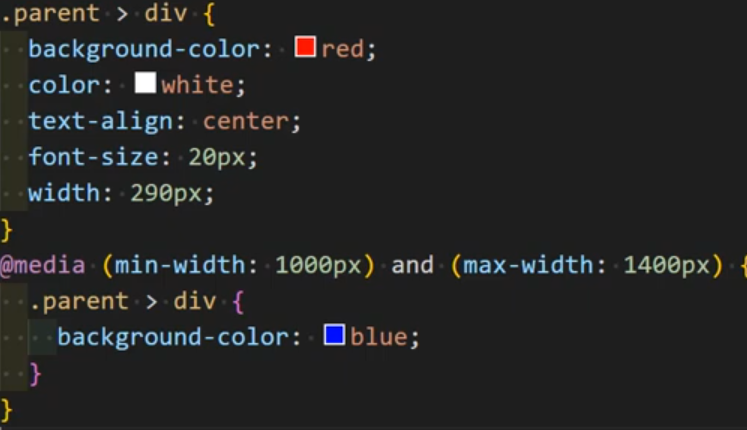 .parent > div {
background-color: red;
color: white;
text-align: center;
font-size: 20px;
width: 290px;
}
@media (min-width: 1000px) and (max-width: 1400px) {
.parent > div {
background-color: blue;
}
}